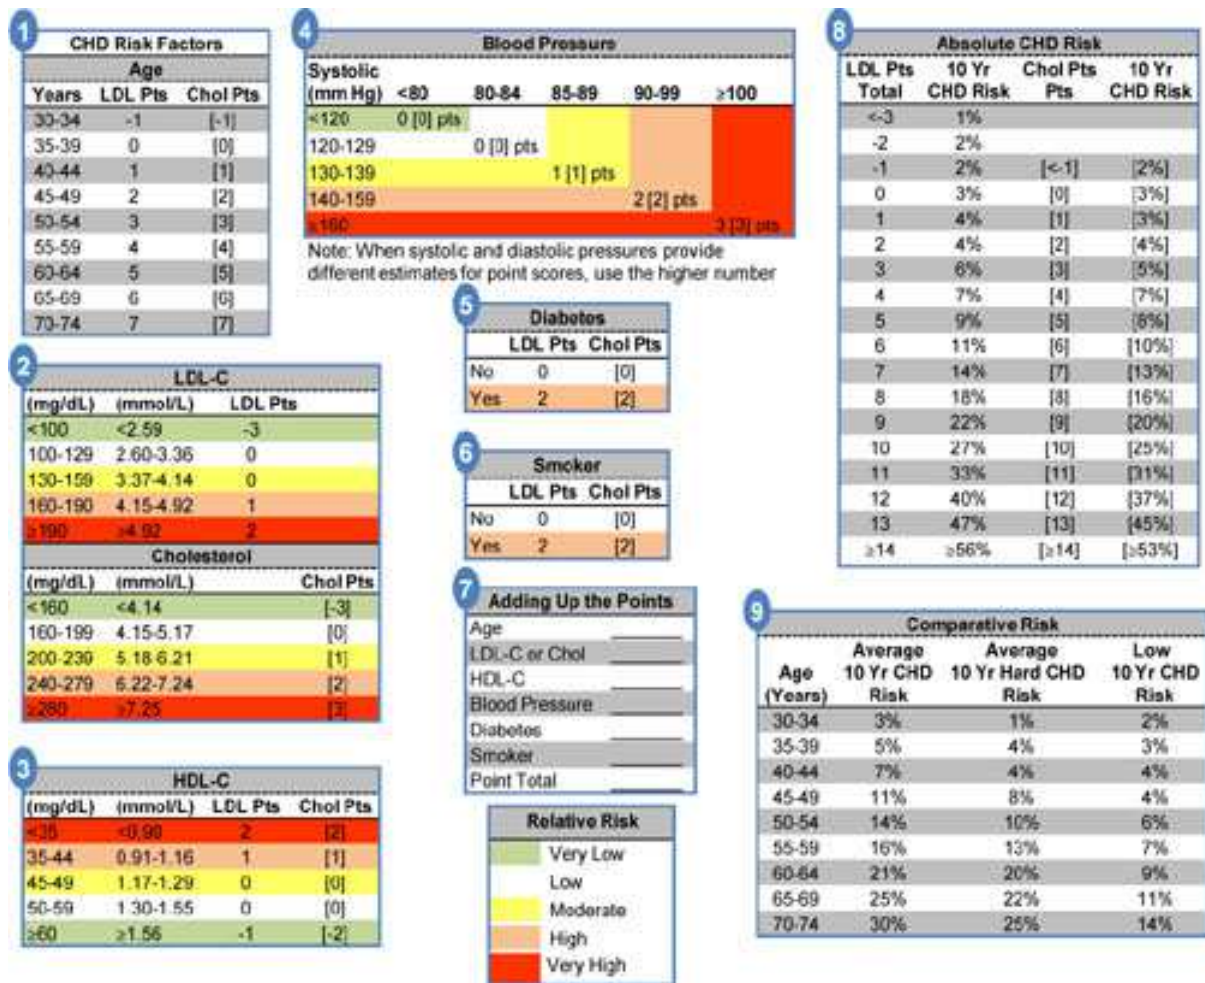 1
CHD Risk Factors
Age
Years LDL Pts Chol Pts
30-34 -1 [-1]
35-39 0 [0]
40-44 1 [1]
45-49 2 [2]
50-54 3 [3]
55-59 4 [4]
60-64 5 [5]
65-69 6 [6]
70-74 7 [7]
2
LDL-C
(mg/dL) (mmol/L) LDL Pts
<100 <2.59 -3
100-129 2.60-3.36 0
130-159 3.37-4.14 0
160-190 4.15-4.92 1
≥190 ≥4.92 2
Cholesterol
(mg/dL) (mmol/L) Chol Pts
<160 <4.14 [-3]
160-199 4.15-5.17 [0]
200-239 5.18-6.21 [1]
240-279 6.22-7.24 [2]
≥280 ≥7.25 [3]
3
HDL-C
(mg/dL) (mmol/L) LDL Pts Chol Pts
<35 <0.90 2 [2]
35-44 0.91-1.16 1 [1]
45-49 1.17-1.29 0 [0]
50-59 1.30-1.55 0 [0]
≥60 ≥1.56 -1 [-2]
4
Blood Pressure
Systolic
(mm Hg) <80 80-84 85-89 90-99 ≥100
<120 0 [0] pts
120-129 0 [0] pts
130-139 1 [1] pts
140-159 2 [2] pts
≥160 3 [3] pts
Note: When systolic and diastolic pressures provide
different estimates for point scores, use the higher number
5
Diabetes
LDL Pts Chol Pts
No 0 [0]
Yes 2 [2]
6
Smoker
LDL Pts Chol Pts
No 0 [0]
Yes 2 [2]
7
Adding Up the Points
Age
LDL-C or Chol
HDL-C
Blood Pressure
Diabetes
Smoker
Point Total
Relative Risk
Very Low
Low
Moderate
High
Very High
8
Absolute CHD Risk
LDL Pts 10 Yr Chol Pts 10 Yr
Total CHD Risk Pts CHD Risk
<-3 1%
-2 2%
-1 2% [<-1] [2%]
0 3% [0] [3%]
1 4% [1] [3%]
2 4% [2] [4%]
3 6% [3] [5%]
4 7% [4] [7%]
5 9% [5] [8%]
6 11% [6] [10%]
7 14% [7] [13%]
8 18% [8] [16%]
9 22% [9] [20%]
10 27% [10] [25%]
11 33% [11] [31%]
12 40% [12] [37%]
13 47% [13] [45%]
≥14 ≥56% [≥14] [≥53%]
9
Comparative Risk
Average Average Low
Age 10 Yr CHD 10 Yr Hard CHD 10 Yr CHD
(Years) Risk Risk Risk
30-34 3% 1% 2%
35-39 5% 4% 3%
40-44 7% 4% 4%
45-49 11% 8% 4%
50-54 14% 10% 6%
55-59 16% 13% 7%
60-64 21% 20% 9%
65-69 25% 22% 11%
70-74 30% 25% 14%